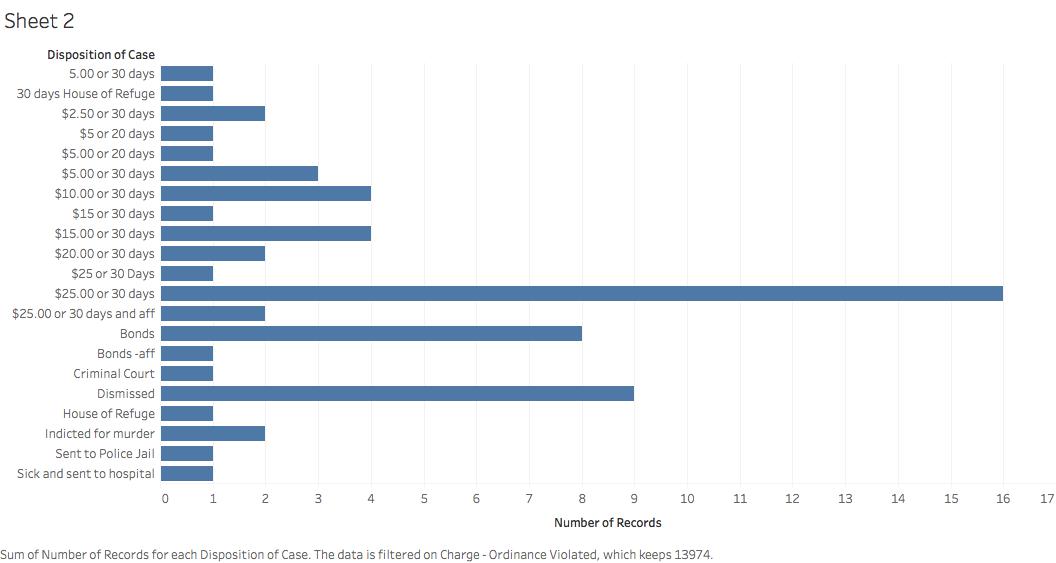 Sheet 2
Disposition of Case
5.00 or 30 days
30 days House of Refuge
$2.50 or 30 days
$5 or 20 days
$5.00 or 20 days
$5.00 or 30 days
$10.00 or 30 days
$15 or 30 days
$15.00 or 30 days
$20.00 or 30 days
$25 or 30 Days
$25.00 or 30 days
$25.00 or 30 days and aff
Bonds
Bonds -aff
Criminal Court
Dismissed
House of Refuge
Indicted for murder
Sent to Police Jail
Sick and sent to hospital
0 1 2 3 4 5 6 7 8 9 10 11 12 13 14 15 16 17
Number of Records
Sum of Number of Records for each Disposition of Case. The data is filtered on Charge - Ordinance Violated, which keeps 13974.